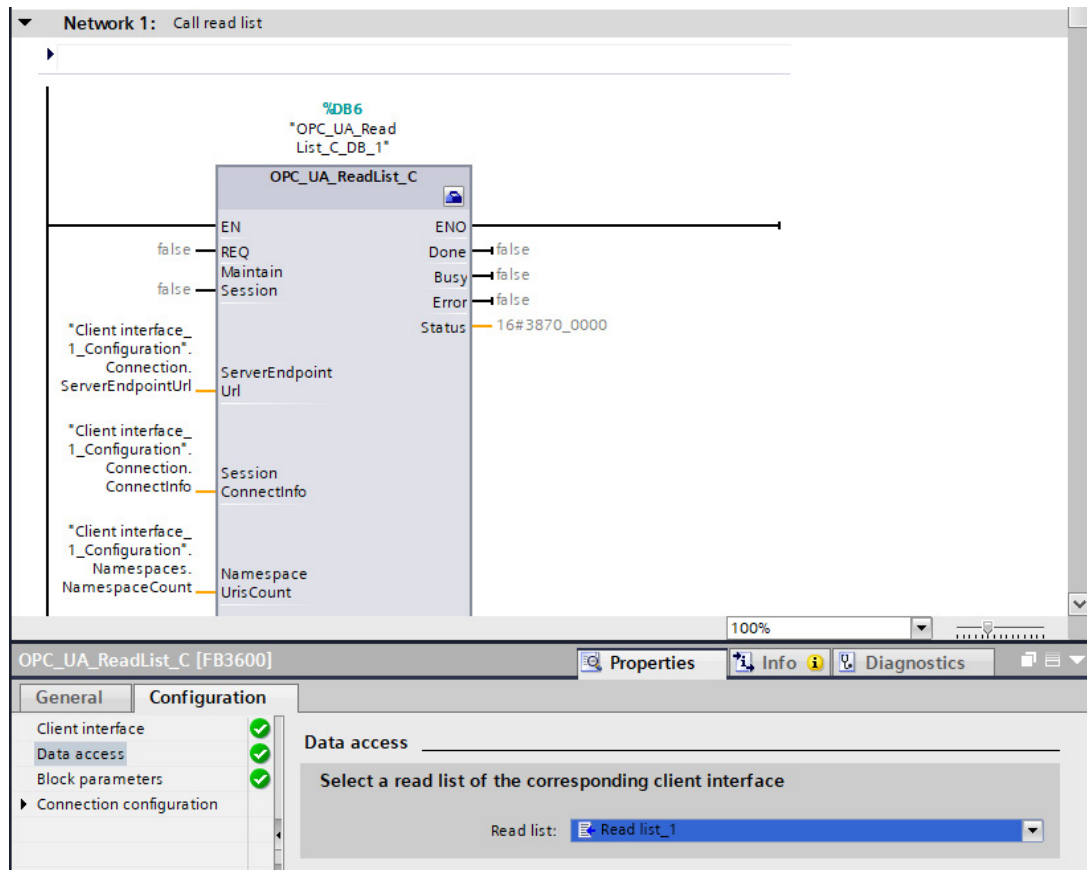 Network 1: Call read list
%DB6
"OPC_UA_Read
List_C_DB_1"
OPC_UA_ReadList_C
EN
ENO
false
REQ
Done
false
Maintain
Session
false
Busy
false
Error
false
Status
16#3870_0000
"Client interface_
1_Configuration".
Connection.
ServerEndpointUrl
ServerEndpoint
Url
"Client interface_
1_Configuration".
Connection.
ConnectInfo
Session
ConnectInfo
"Client interface_
1_Configuration".
Namespaces.
NamespaceCount
Namespace
UrisCount
100%
OPC_UA_ReadList_C [FB3600]
Properties
Info
Diagnostics
General
Configuration
Client interface
Data access
Block parameters
Connection configuration
Data access
Select a read list of the corresponding client interface
Read list: Read list_1